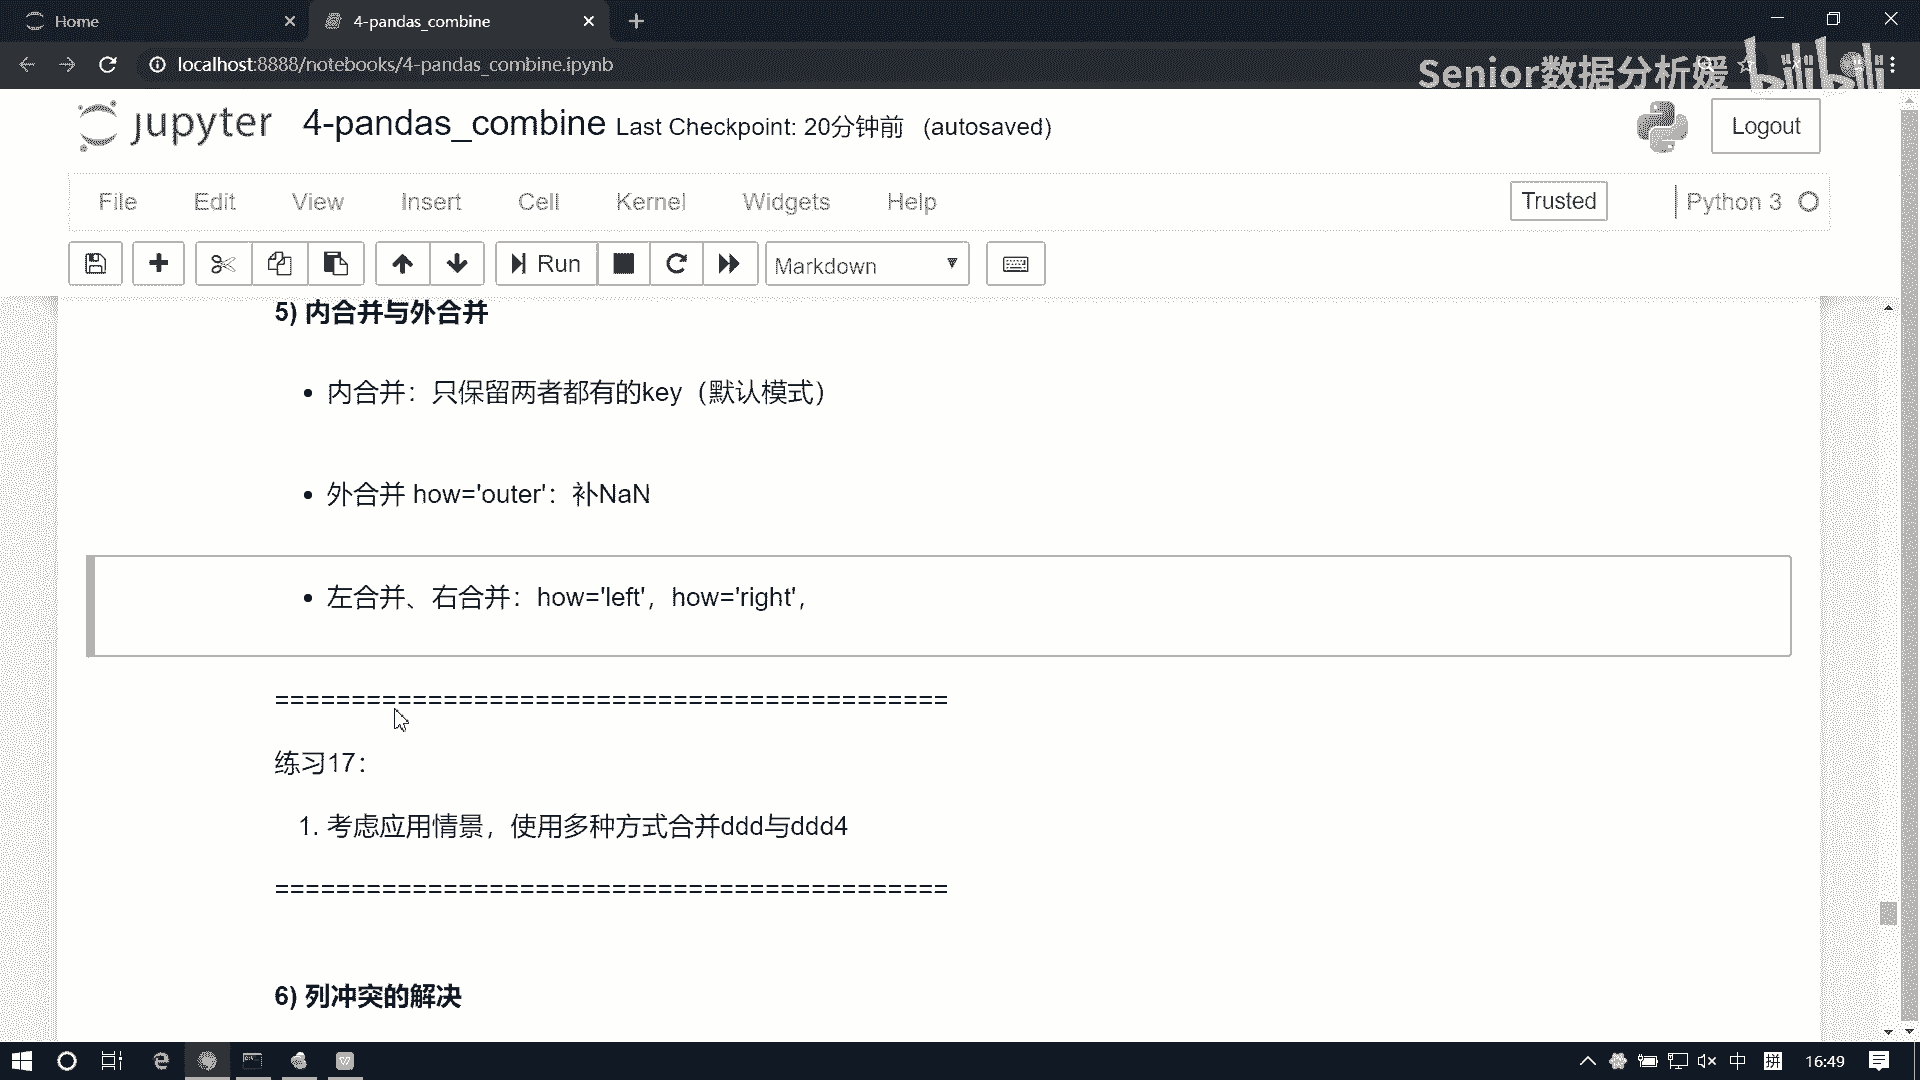 Home
4-pandas_combine
localhost:8888/notebooks/4-pandas_combine.ipynb
Senior数据分析媛
bilibili
jupyter
4-pandas_combine Last Checkpoint: 20分钟前 (autosaved)
Logout
File Edit View Insert Cell Kernel Widgets Help
Trusted
Python 3
Run
Markdown
5) 内合并与外合并
• 内合并：只保留两者都有的key（默认模式）
• 外合并 how='outer'：补NaN
• 左合并、右合并：how='left'，how='right'，
==========================================
练习17：
1. 考虑应用情景，使用多种方式合并ddd与ddd4
==========================================
6) 列冲突的解决
中
拼
16:49